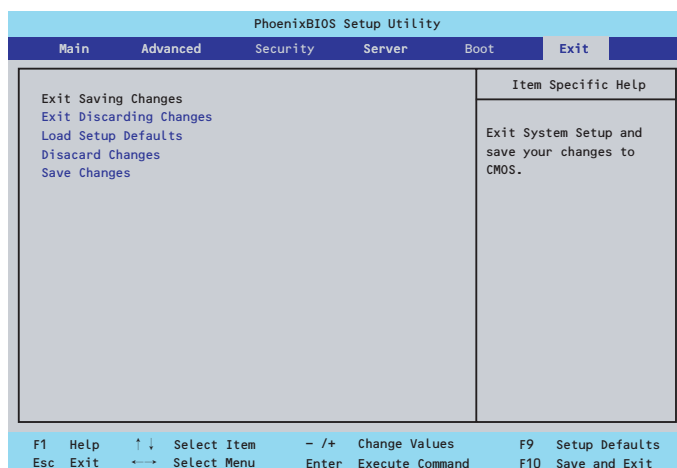 PhoenixBIOS Setup Utility
Main Advanced Security Server Boot Exit
Item Specific Help
Exit Saving Changes
Exit Discarding Changes
Load Setup Defaults
Disacard Changes
Save Changes
Exit System Setup and
save your changes to
CMOS.
F1 Help ↑↓ Select Item - /+ Change Values F9 Setup Defaults
Esc Exit ←→ Select Menu Enter Execute Command F10 Save and Exit